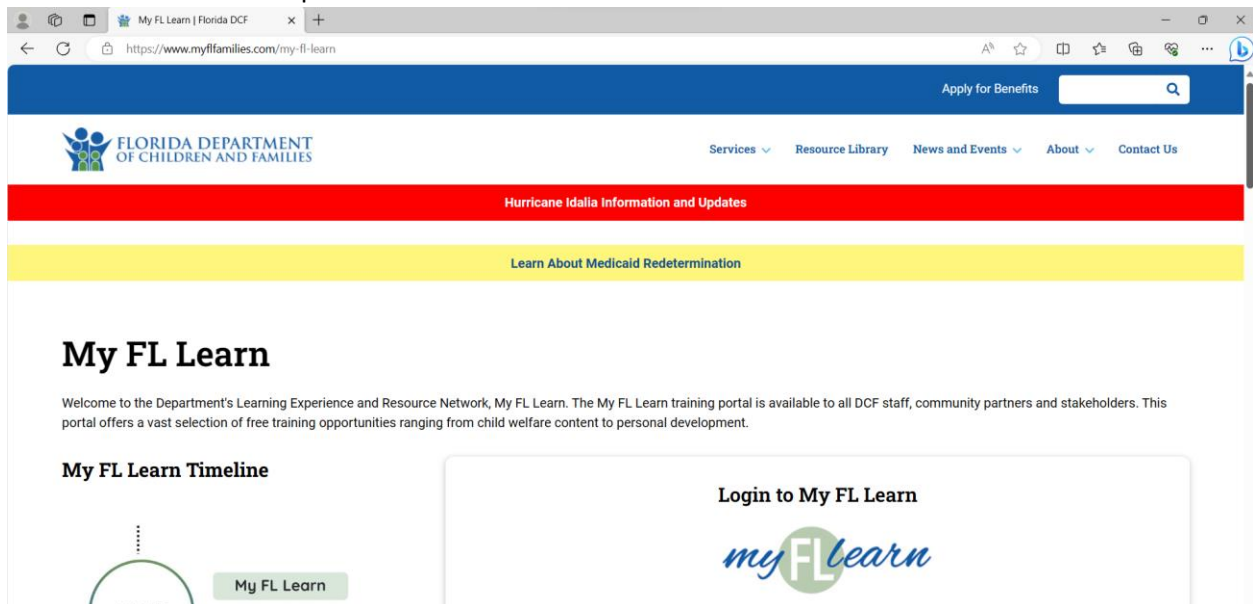 My FL Learn | Florida DCF
https://www.myflfamilies.com/my-fl-learn
Apply for Benefits
FLORIDA DEPARTMENT
OF CHILDREN AND FAMILIES
Services Resource Library News and Events About Contact Us
Hurricane Idalia Information and Updates
Learn About Medicaid Redetermination
My FL Learn
Welcome to the Department's Learning Experience and Resource Network, My FL Learn. The My FL Learn training portal is available to all DCF staff, community partners and stakeholders. This
portal offers a vast selection of free training opportunities ranging from child welfare content to personal development.
My FL Learn Timeline
Login to My FL Learn
my FL learn
My FL Learn